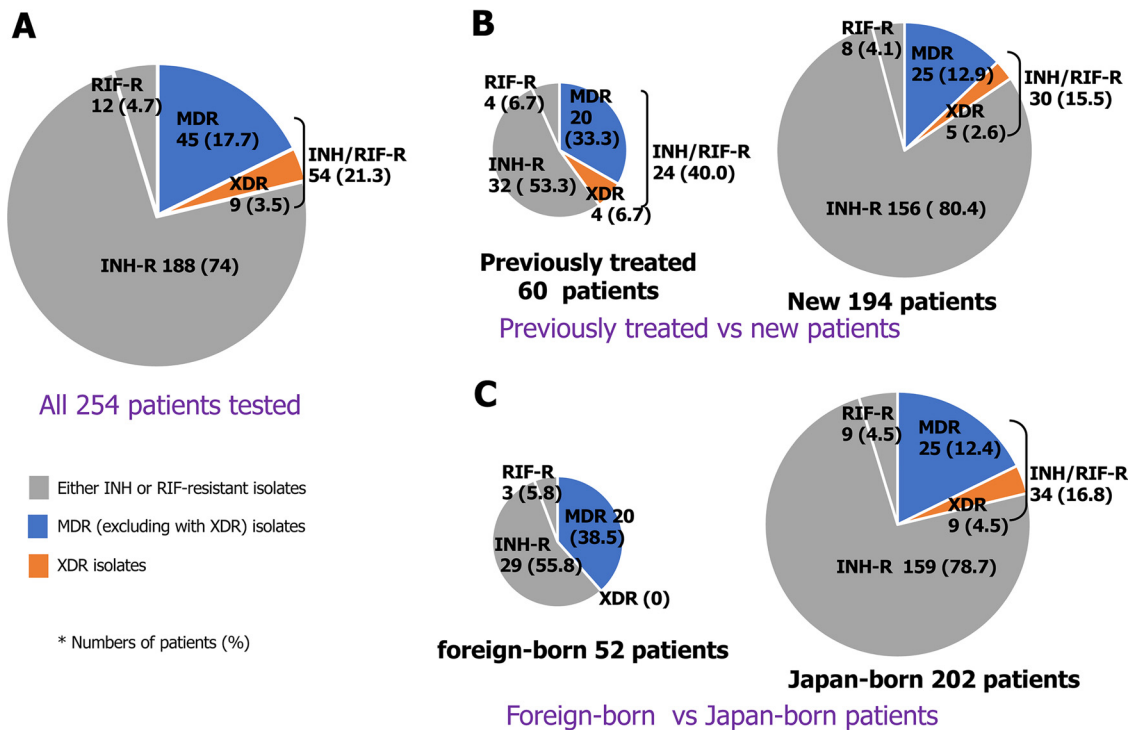 A
RIF-R
12 (4.7)
MDR
45 (17.7)
INH/RIF-R
54 (21.3)
XDR
9 (3.5)
INH-R 188 (74)
All 254 patients tested
Either INH or RIF-resistant isolates
MDR (excluding with XDR) isolates
XDR isolates
* Numbers of patients (%)
B
RIF-R
4 (6.7)
MDR
20
(33.3)
INH/RIF-R
24 (40.0)
INH-R
32 ( 53.3)
XDR
4 (6.7)
Previously treated
60 patients
RIF-R
8 (4.1)
MDR
25 (12.9)
INH/RIF-R
30 (15.5)
XDR
5 (2.6)
INH-R 156 ( 80.4)
New 194 patients
Previously treated vs new patients
C
RIF-R
3 (5.8)
MDR 20
(38.5)
INH-R
29 (55.8)
XDR (0)
foreign-born 52 patients
RIF-R
9 (4.5)
MDR
25 (12.4)
INH/RIF-R
34 (16.8)
XDR
9 (4.5)
INH-R 159 (78.7)
Japan-born 202 patients
Foreign-born vs Japan-born patients